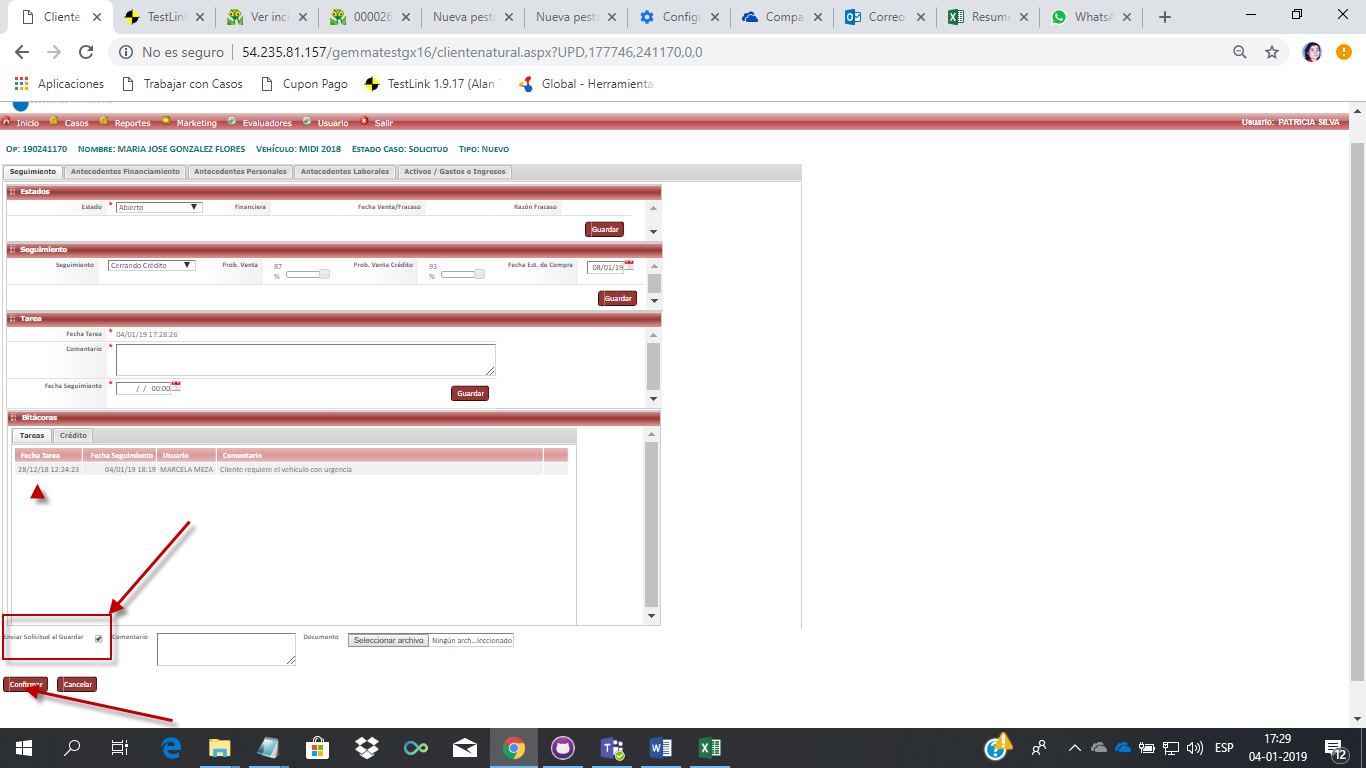 Cliente
TestLink
Ver inci
000026
Nueva pest
Nueva pest
Configu
Compa
Correo
Resume
WhatsA
No es seguro | 54.235.81.157/gemmatestgx16/clientenatural.aspx?UPD,177746,241170,0,0
Aplicaciones Trabajar con Casos Cupon Pago TestLink 1.9.17 (Alan Global - Herramienta
Inicio Casos Reportes Marketing Evaluadores Usuario Salir Usuario: PATRICIA SILVA
Op: 190241170 Nombre: MARIA JOSE GONZALEZ FLORES Vehículo: MIDI 2018 Estado Caso: Solicitud Tipo: Nuevo
Seguimiento Antecedentes Financiamiento Antecedentes Personales Antecedentes Laborales Activos / Gastos e Ingresos
Estados
Estado * Abierto Financiera Fecha Venta/Fracaso Razón Fracaso
Guardar
Seguimiento
Seguimiento Cerrando Crédito Prob. Venta 87 % Prob. Venta Crédito 93 % Fecha Est. de Compra 08/01/19
Guardar
Tarea
Fecha Tarea * 04/01/19 17:28:26
Comentario *
Fecha Seguimiento * / / 00:00 Guardar
Bitácoras
Tareas Crédito
Fecha Tarea Fecha Seguimiento Usuario Comentario
28/12/18 12:24:23 04/01/19 18:19 MARCELA MEZA Cliente requiere el vehículo con urgencia
Enviar Solicitud al Guardar Comentario Documento Seleccionar archivo Ningún arch...leccionado
Confirmar Cancelar
ESP 17:29
04-01-2019 12